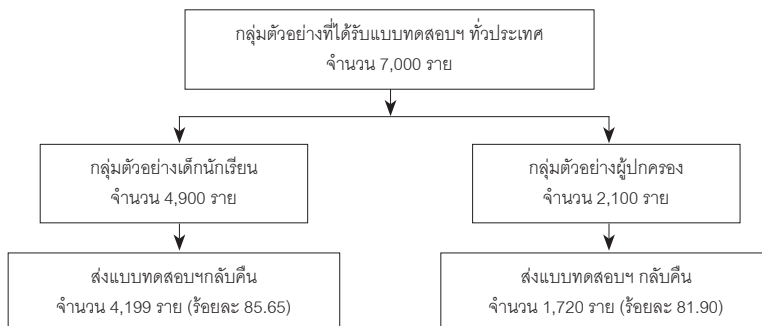 กลุ่มตัวอย่างที่ได้รับแบบทดสอบฯ ทั่วประเทศ
จำนวน 7,000 ราย
กลุ่มตัวอย่างเด็กนักเรียน
จำนวน 4,900 ราย
กลุ่มตัวอย่างผู้ปกครอง
จำนวน 2,100 ราย
ส่งแบบทดสอบฯกลับคืน
จำนวน 4,199 ราย (ร้อยละ 85.65)
ส่งแบบทดสอบฯ กลับคืน
จำนวน 1,720 ราย (ร้อยละ 81.90)